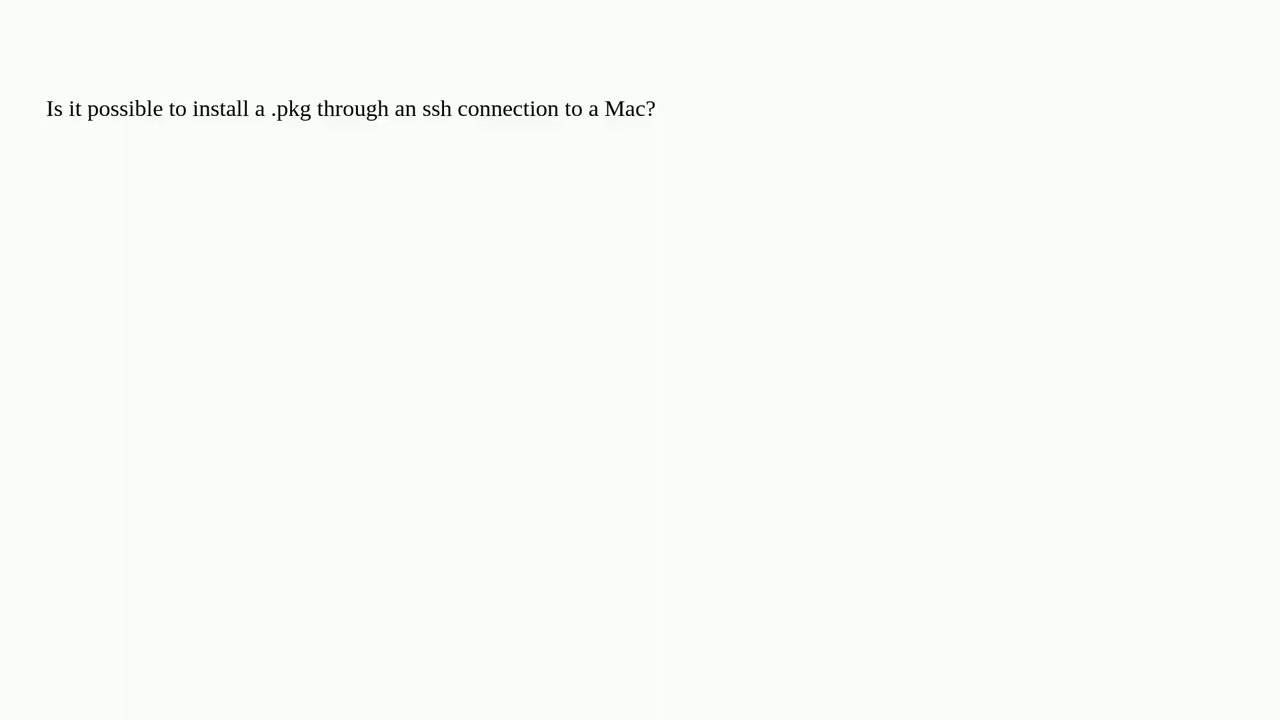 Is it possible to install a .pkg through an ssh connection to a Mac?